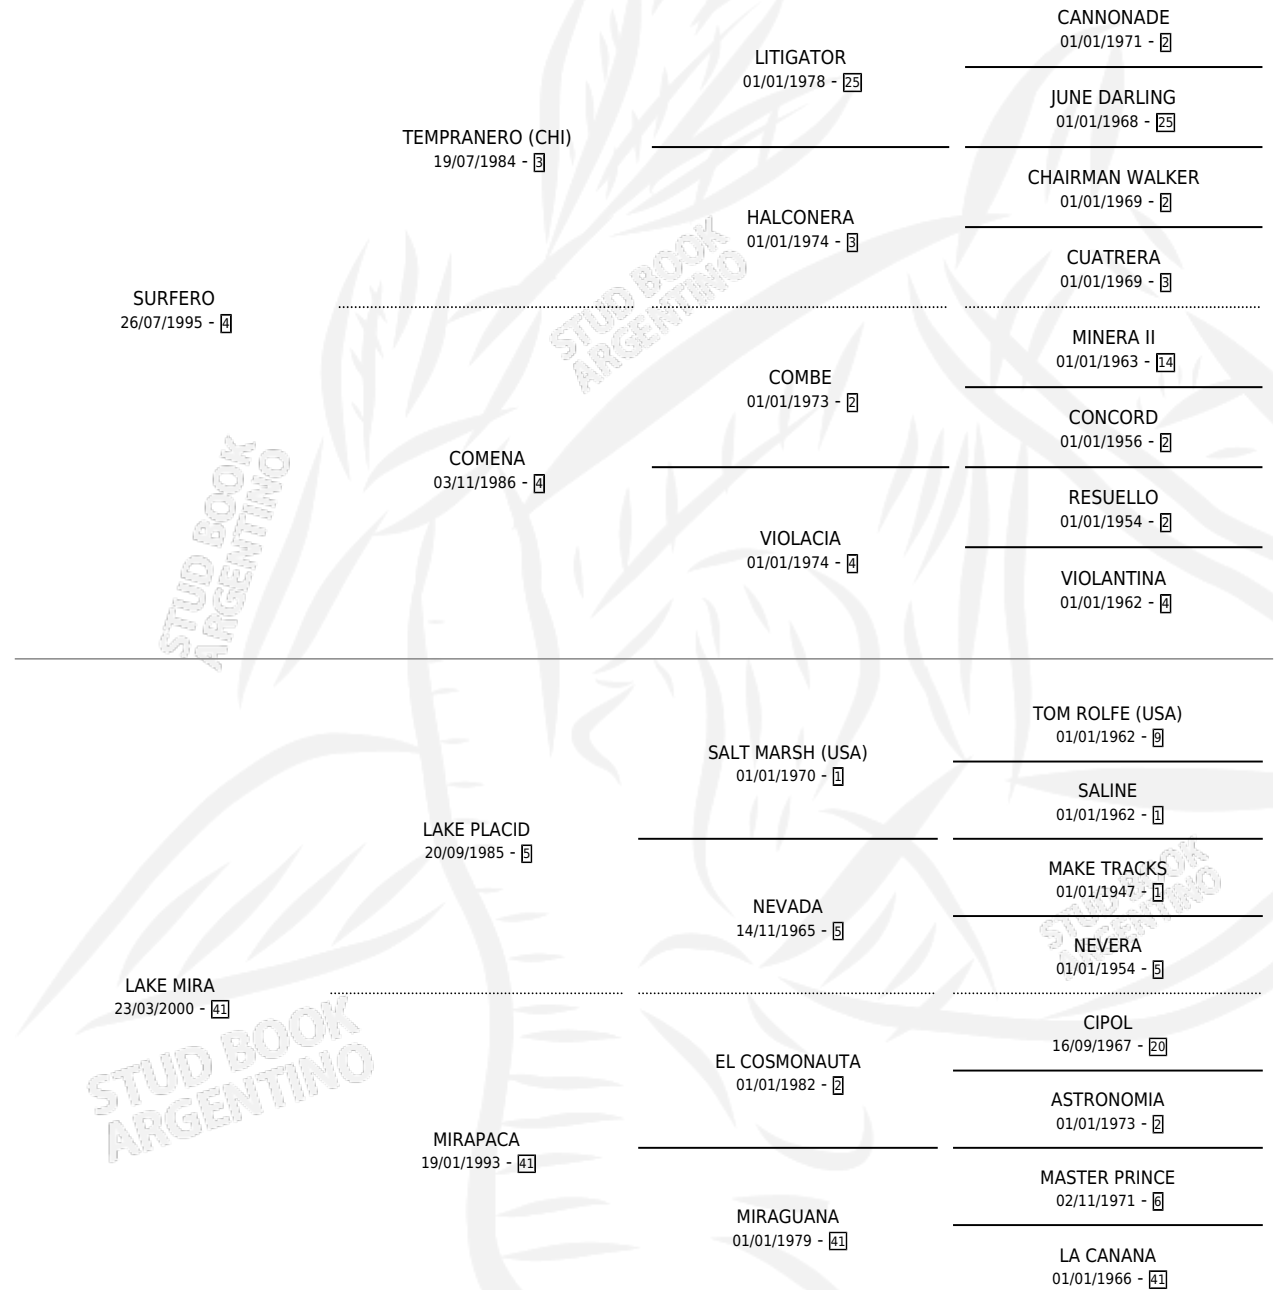 CANNONADE
01/01/1971 - 2
LITIGATOR
01/01/1978 - 25
JUNE DARLING
01/01/1968 - 25
TEMPRANERO (CHI)
19/07/1984 - 3
CHAIRMAN WALKER
01/01/1969 - 2
HALCONERA
01/01/1974 - 3
CUATRERA
01/01/1969 - 3
SURFERO
26/07/1995 - 4
STUD BOOK
ARGENTINO
MINERA II
01/01/1963 - 14
COMBE
01/01/1973 - 2
CONCORD
01/01/1956 - 2
COMENA
03/11/1986 - 4
RESUELLO
01/01/1954 - 2
VIOLACIA
01/01/1974 - 4
VIOLANTINA
01/01/1962 - 4
STUD BOOK
ARGENTINO
TOM ROLFE (USA)
01/01/1962 - 9
SALT MARSH (USA)
01/01/1970 - 1
SALINE
01/01/1962 - 1
LAKE PLACID
20/09/1985 - 5
MAKE TRACKS
01/01/1947 - 1
NEVADA
14/11/1965 - 5
NEVERA
01/01/1954 - 5
STUD BOOK
ARGENTINO
LAKE MIRA
23/03/2000 - 41
CIPOL
16/09/1967 - 20
EL COSMONAUTA
01/01/1982 - 2
ASTRONOMIA
01/01/1973 - 2
STUD BOOK
ARGENTINO
MIRAPACA
19/01/1993 - 41
MASTER PRINCE
02/11/1971 - 6
MIRAGUANA
01/01/1979 - 41
LA CANANA
01/01/1966 - 41